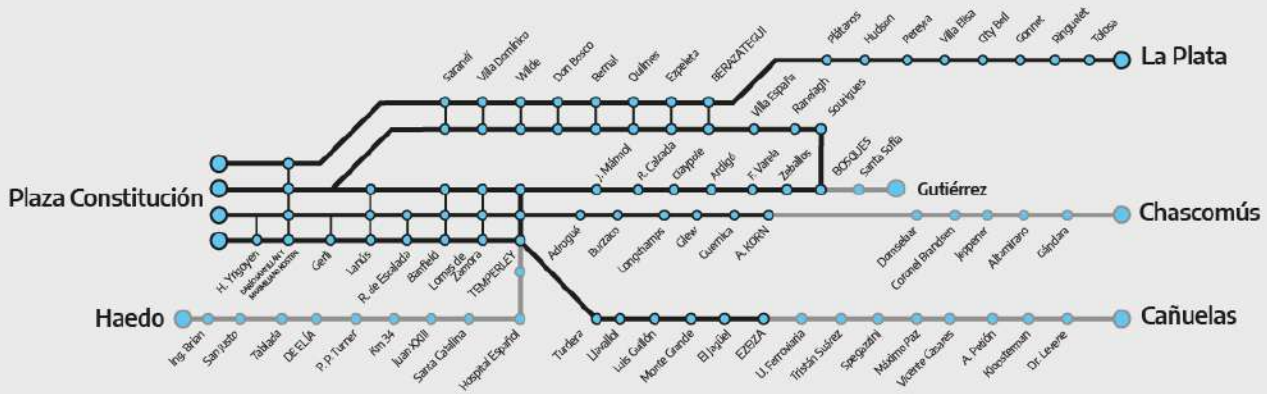 Sarandí
Villa Domínico
Wilde
Don Bosco
Bernal
Quilmes
Ezpeleta
BERAZATEGUI
Plátanos
Hudson
Pereyra
Villa Elisa
City Bell
Gonnet
Ringuelet
Tolosa
La Plata
Villa España
Ranelagh
Sourigues
J. Mármol
R. Calzada
Claypole
Ardigó
F. Varela
Zeballos
BOSQUES
Santa Sofía
Gutiérrez
Plaza Constitución
Chascomús
H. Yrigoyen
DARÍO SANTILLÁN Y
MAXIMILIANO KOSTEKI
Gerli
Lanús
R. de Escalada
Banfield
Lomas de
Zamora
TEMPERLEY
Adrogué
Burzaco
Longchamps
Glew
Guernica
A. KORN
Domselaar
Coronel Brandsen
Jeppener
Altamirano
Gándara
Haedo
Cañuelas
Ing. Brian
San Justo
Tablada
DE ELÍA
P. P. Turner
Km 34
Juan XXIII
Santa Catalina
Hospital Español
Turdera
Llavallol
Luis Guillón
Monte Grande
El Jagüel
EZEIZA
U. Ferroviaria
Tristán Suárez
Spegazzini
Máximo Paz
Vicente Casares
A. Petión
Kloosterman
Dr. Levene